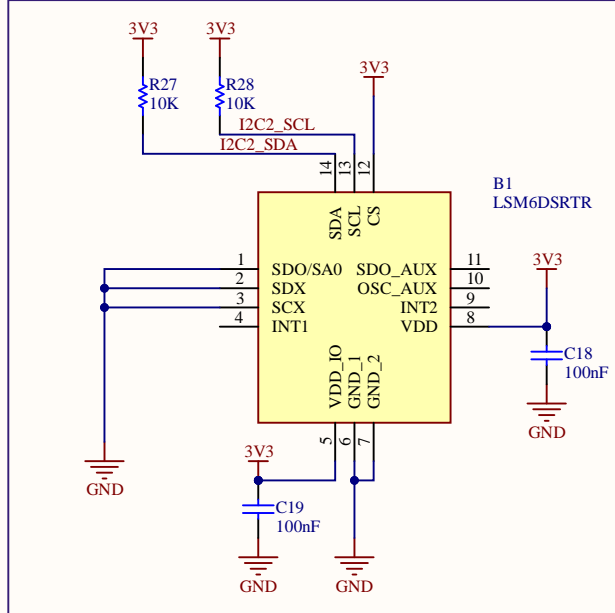 3V3
3V3
3V3
R27
10K
R28
10K
I2C2_SCL
I2C2_SDA
14
13
12
B1
LSM6DSRTR
SDA
SCL
CS
1
SDO/SA0
SDO_AUX
11
2
SDX
OSC_AUX
10
3
SCX
INT2
9
4
INT1
VDD
8
3V3
C18
100nF
GND
VDD_IO
GND_1
GND_2
5
6
7
GND
3V3
C19
100nF
GND
GND